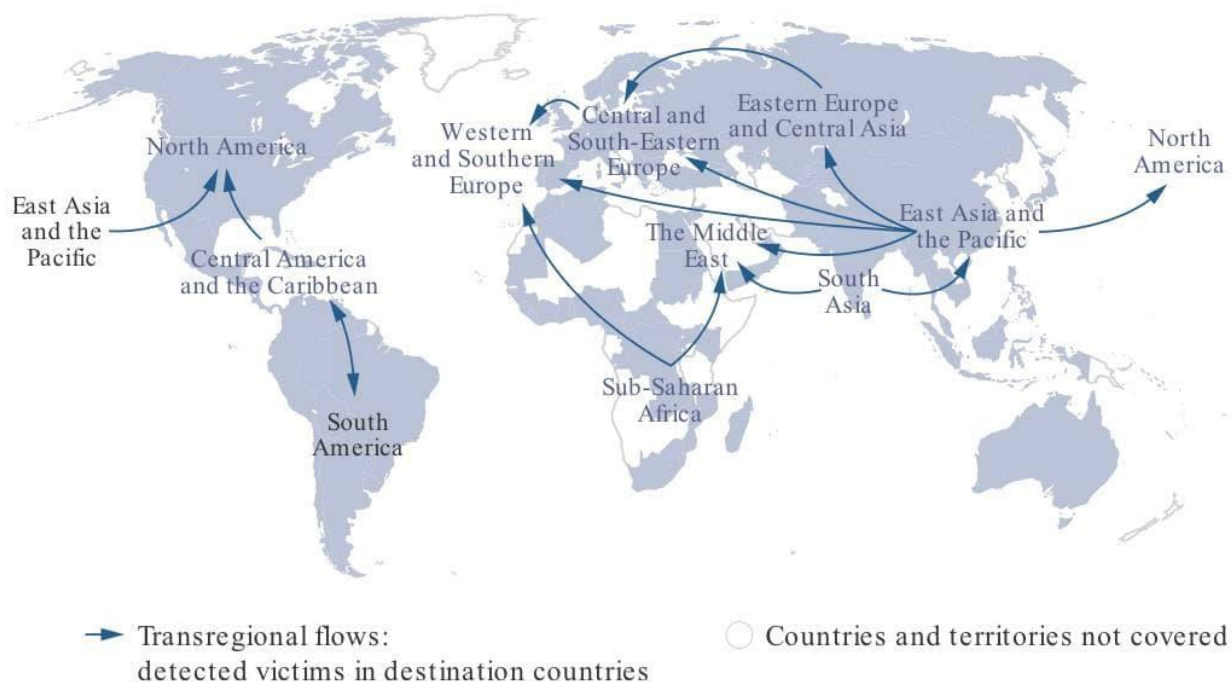 North America
East Asia
and the
Pacific
Central America
and the Caribbean
South
America
Western
and Southern
Europe
Central and
South-Eastern
Europe
Eastern Europe
and Central Asia
North
America
East Asia and
the Pacific
The Middle
East
South
Asia
Sub-Saharan
Africa
Transregional flows:
detected victims in destination countries
Countries and territories not covered